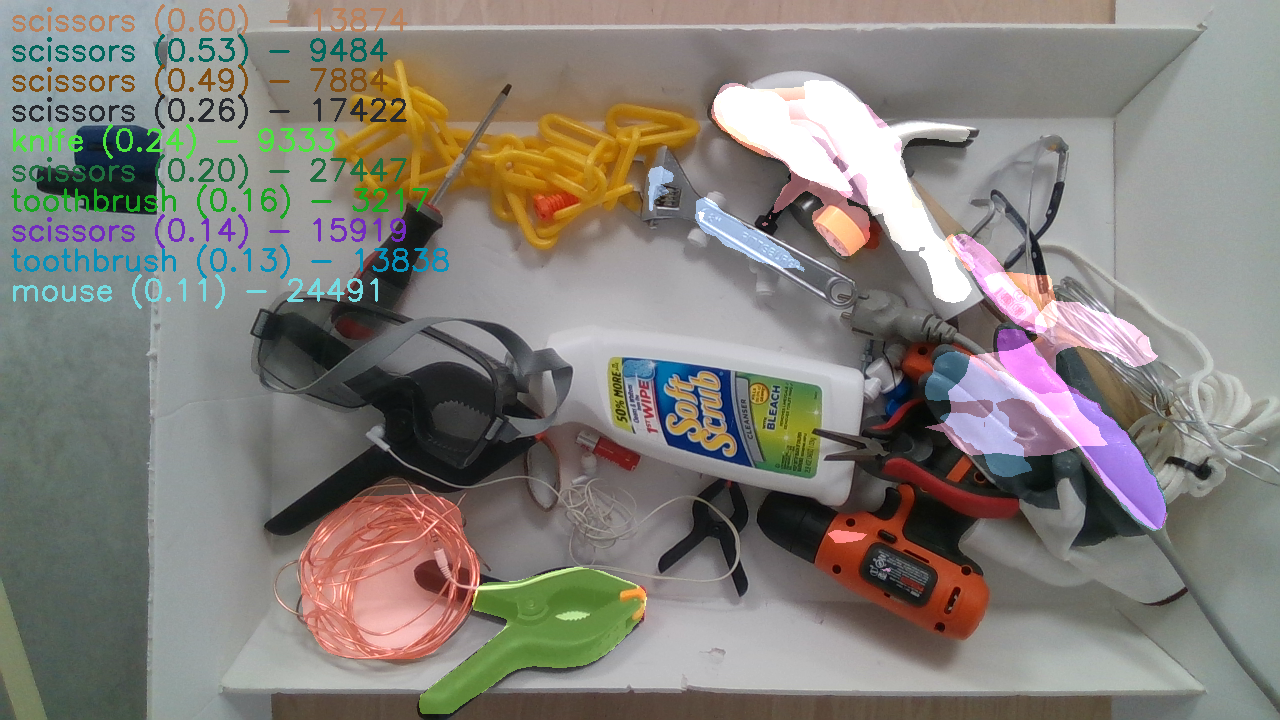 scissors (0.60) - 13874
scissors (0.53) - 9484
scissors (0.49) - 7884
scissors (0.26) - 17422
knife (0.24) - 9333
scissors (0.20) - 27447
toothbrush (0.16) - 3217
scissors (0.14) - 15919
toothbrush (0.13) - 13838
mouse (0.11) - 24491
50% MORE
1st WIPE
Soft
Scrub
CLEANSER
WITH
BLEACH